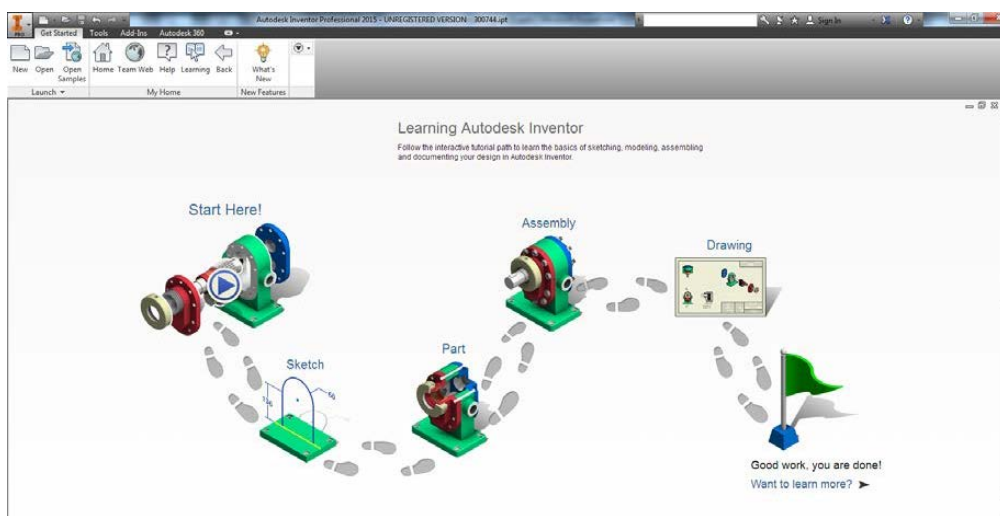 Autodesk Inventor Professional 2015 - UNREGISTERED VERSION 300744.ipt
Sign In
PRO
Get Started Tools Add-Ins Autodesk 360
New Open Open Samples Home Team Web Help Learning Back What's New
Launch My Home New Features
Learning Autodesk Inventor
Follow the interactive tutorial path to learn the basics of sketching, modeling, assembling
and documenting your design in Autodesk Inventor.
Start Here!
Assembly
Drawing
Part
Sketch
60
Good work, you are done!
Want to learn more?